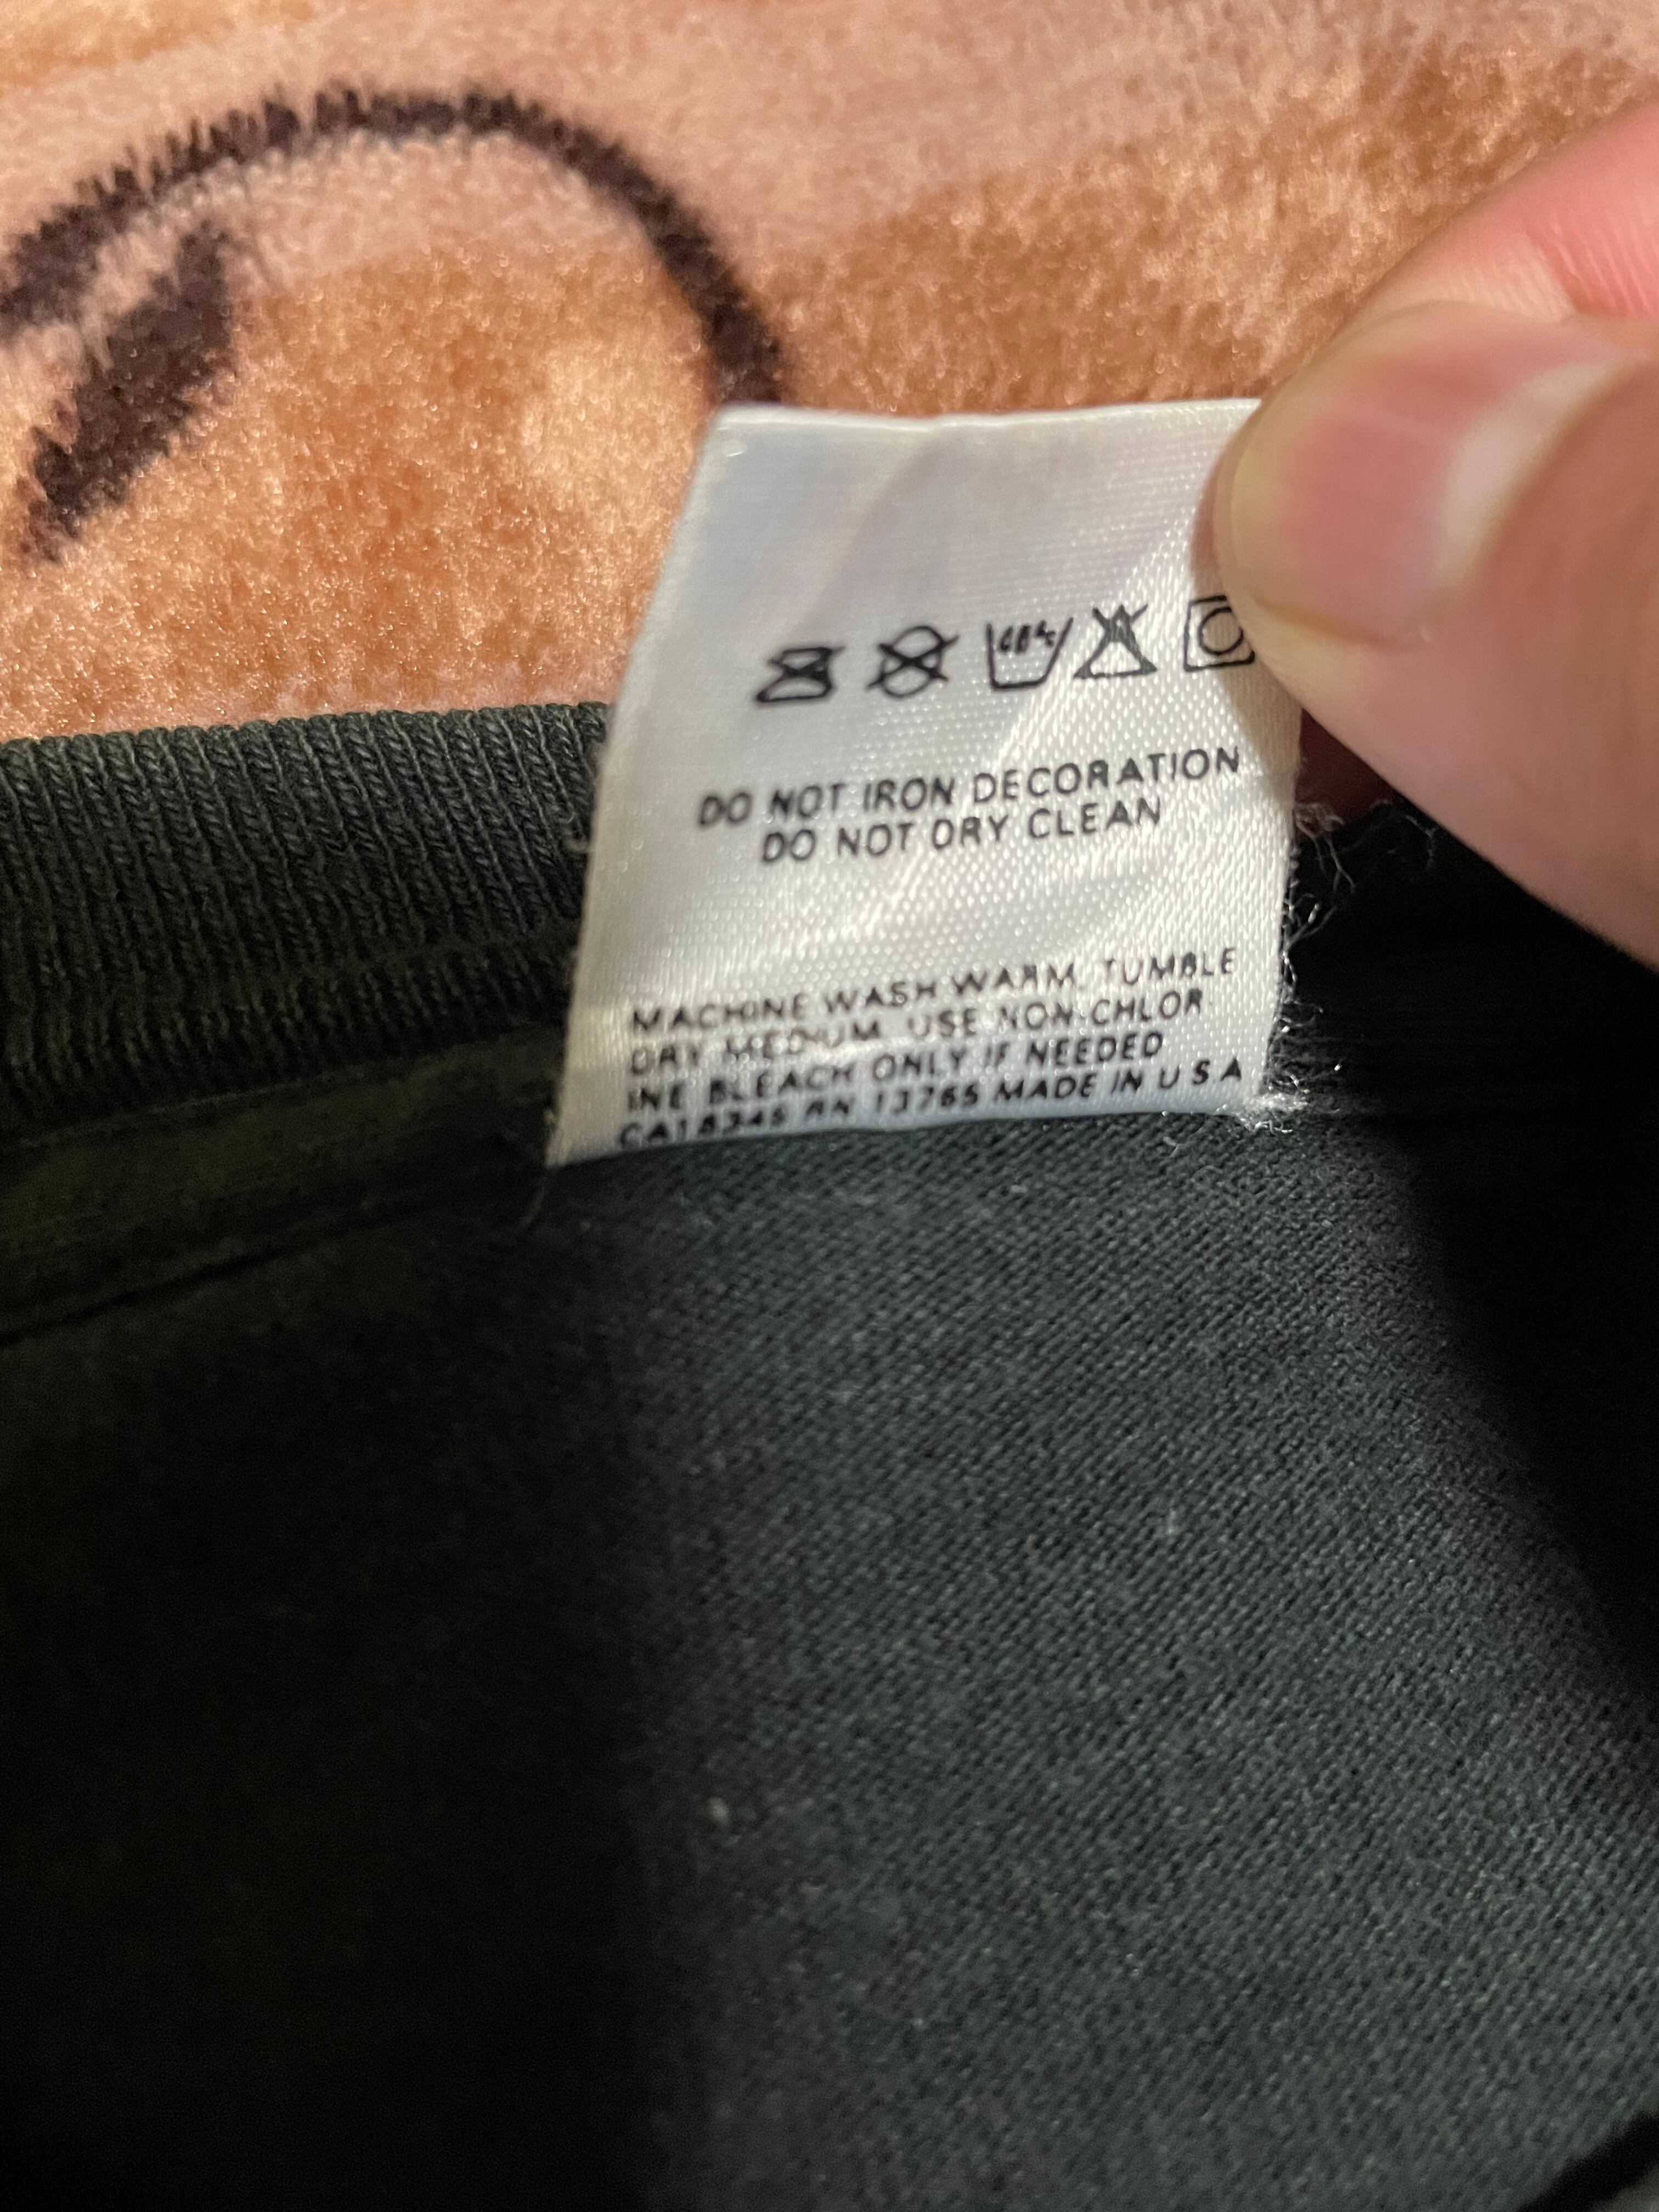 DO NOT IRON DECORATION
DO NOT DRY CLEAN
MACHINE WASH WARM, TUMBLE
DRY MEDIUM. USE NON-CHLOR
INE BLEACH ONLY IF NEEDED
RN 13765 MADE IN U S A